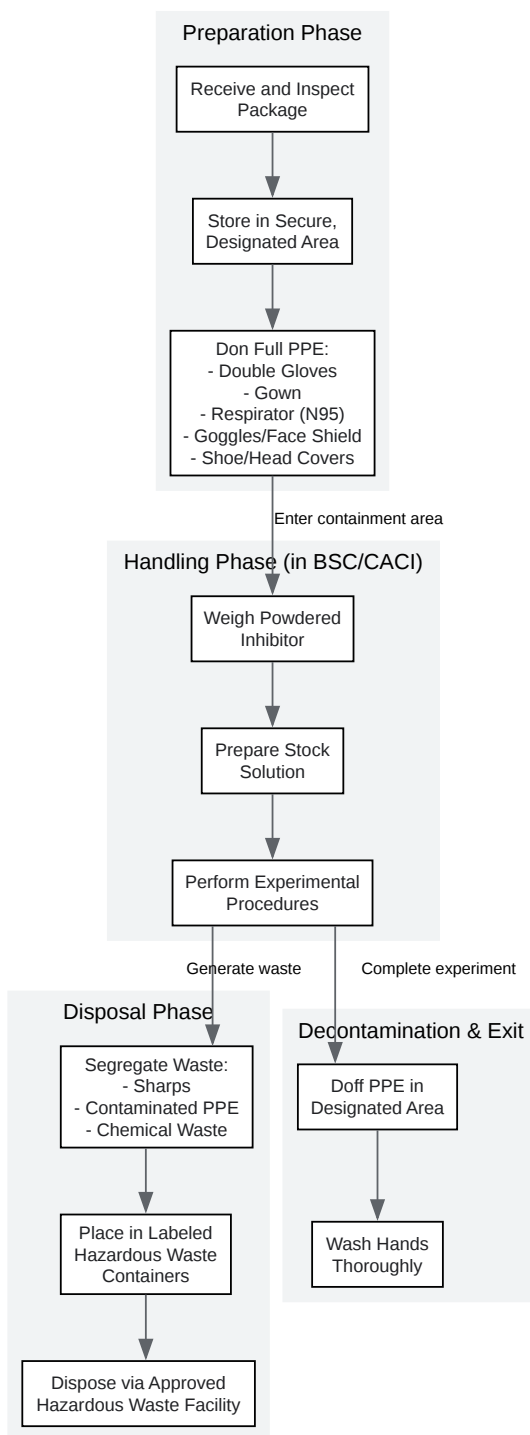 Preparation Phase
Receive and Inspect
Package
Store in Secure,
Designated Area
Don Full PPE:
- Double Gloves
- Gown
- Respirator (N95)
- Goggles/Face Shield
- Shoe/Head Covers
Enter containment area
Handling Phase (in BSC/CACI)
Weigh Powdered
Inhibitor
Prepare Stock
Solution
Perform Experimental
Procedures
Generate waste
Complete experiment
Disposal Phase
Segregate Waste:
- Sharps
- Contaminated PPE
- Chemical Waste
Place in Labeled
Hazardous Waste
Containers
Dispose via Approved
Hazardous Waste Facility
Decontamination & Exit
Doff PPE in
Designated Area
Wash Hands
Thoroughly